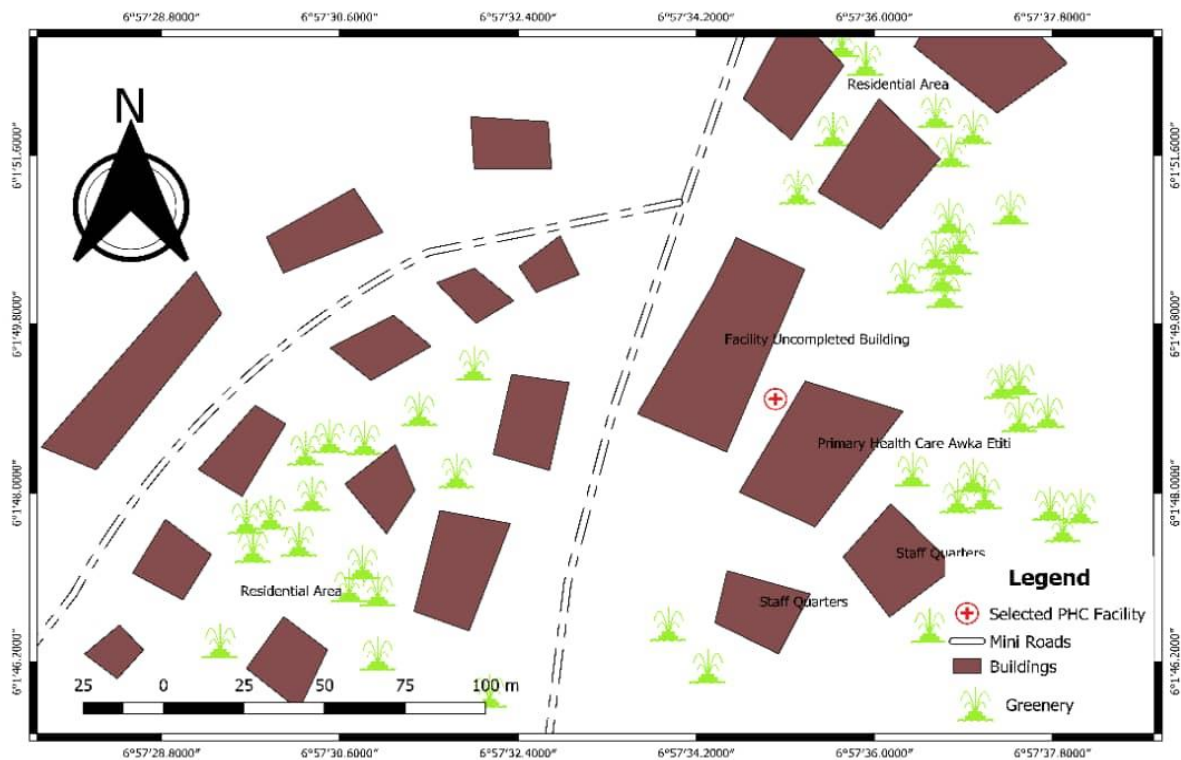 6°57'28.8000" 6°57'30.6000" 6°57'32.4000" 6°57'34.2000" 6°57'36.0000" 6°57'37.8000"
N
Residential Area
6°1'51.6000" 6°1'51.6000"
6°1'49.8000" 6°1'49.8000"
Facility Uncompleted Building
Primary Health Care Awka Etiti
6°1'48.0000" 6°1'48.0000"
Staff Quarters
Residential Area
Staff Quarters
Legend
Selected PHC Facility
Mini Roads
Buildings
Greenery
6°1'46.2000" 6°1'46.2000"
25 0 25 50 75 100 m
6°57'28.8000" 6°57'30.6000" 6°57'32.4000" 6°57'34.2000" 6°57'36.0000" 6°57'37.8000"